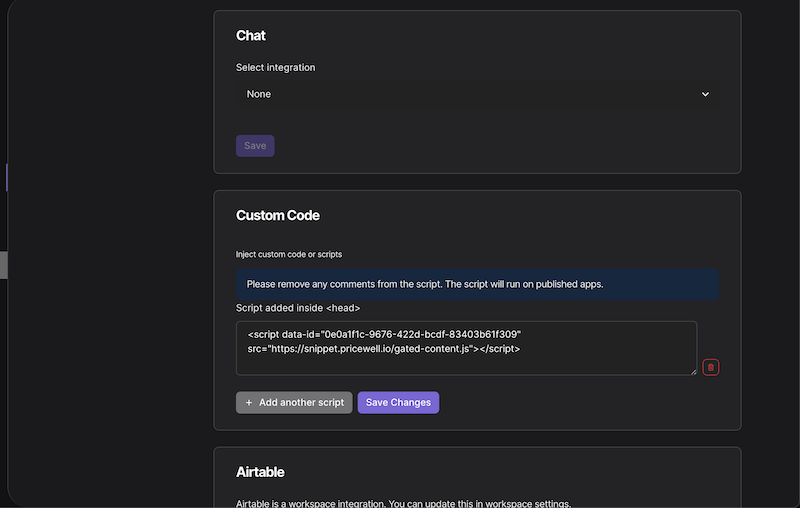 Chat
Select integration
None
Save
Custom Code
Inject custom code or scripts
Please remove any comments from the script. The script will run on published apps.
Script added inside <head>
<script data-id="0e0a1f1c-9676-422d-bcdf-83403b61f309"
src="https://snippet.pricewell.io/gated-content.js"></script>
+ Add another script
Save Changes
Airtable
Airtable is a workspace integration. You can update this in workspace settings.